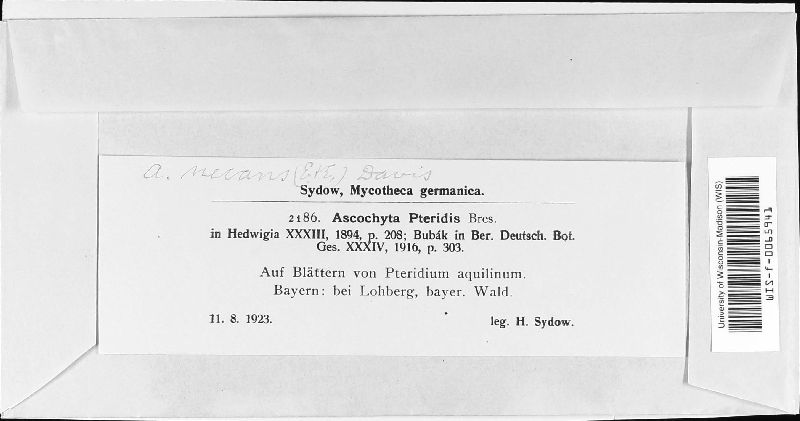 A. necans (E.&E.) Davis
Sydow, Mycotheca germanica.
2186. Ascochyta Pteridis Bres.
in Hedwigia XXXIII, 1894, p. 208; Bubák in Ber. Deutsch. Bot.
Ges. XXXIV, 1916, p. 303.
Auf Blättern von Pteridium aquilinum.
Bayern: bei Lohberg, bayer. Wald.
11. 8. 1923. leg. H. Sydow.
University of Wisconsin-Madison (WIS)
WIS-f-0065941